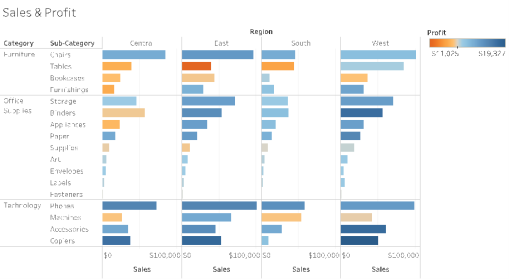 Sales & Profit
Region
Category Sub-Category Central East South West
Furniture Chairs
Tables
Bookcases
Furnishings
Office Supplies Storage
Binders
Appliances
Paper
Supplies
Art
Envelopes
Labels
Fasteners
Technology Phones
Machines
Accessories
Copiers
$0 $100,000 $0 $100,000 $0 $100,000 $0 $100,000
Sales Sales Sales Sales
Profit
$19,327